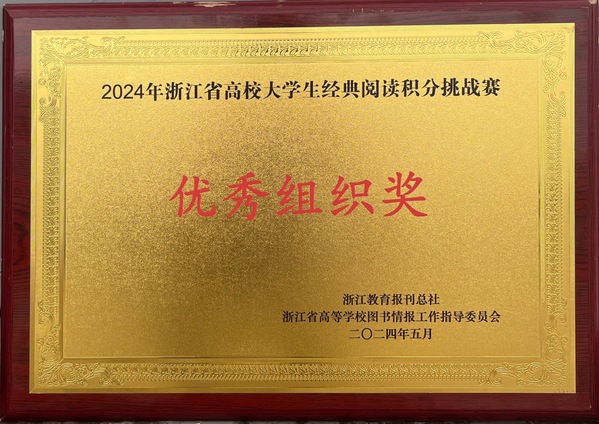 2024年浙江省高校大学生经典阅读积分挑战赛
优秀组织奖
浙江教育报刊总社
浙江省高等学校图书情报工作指导委员会
二〇二四年五月